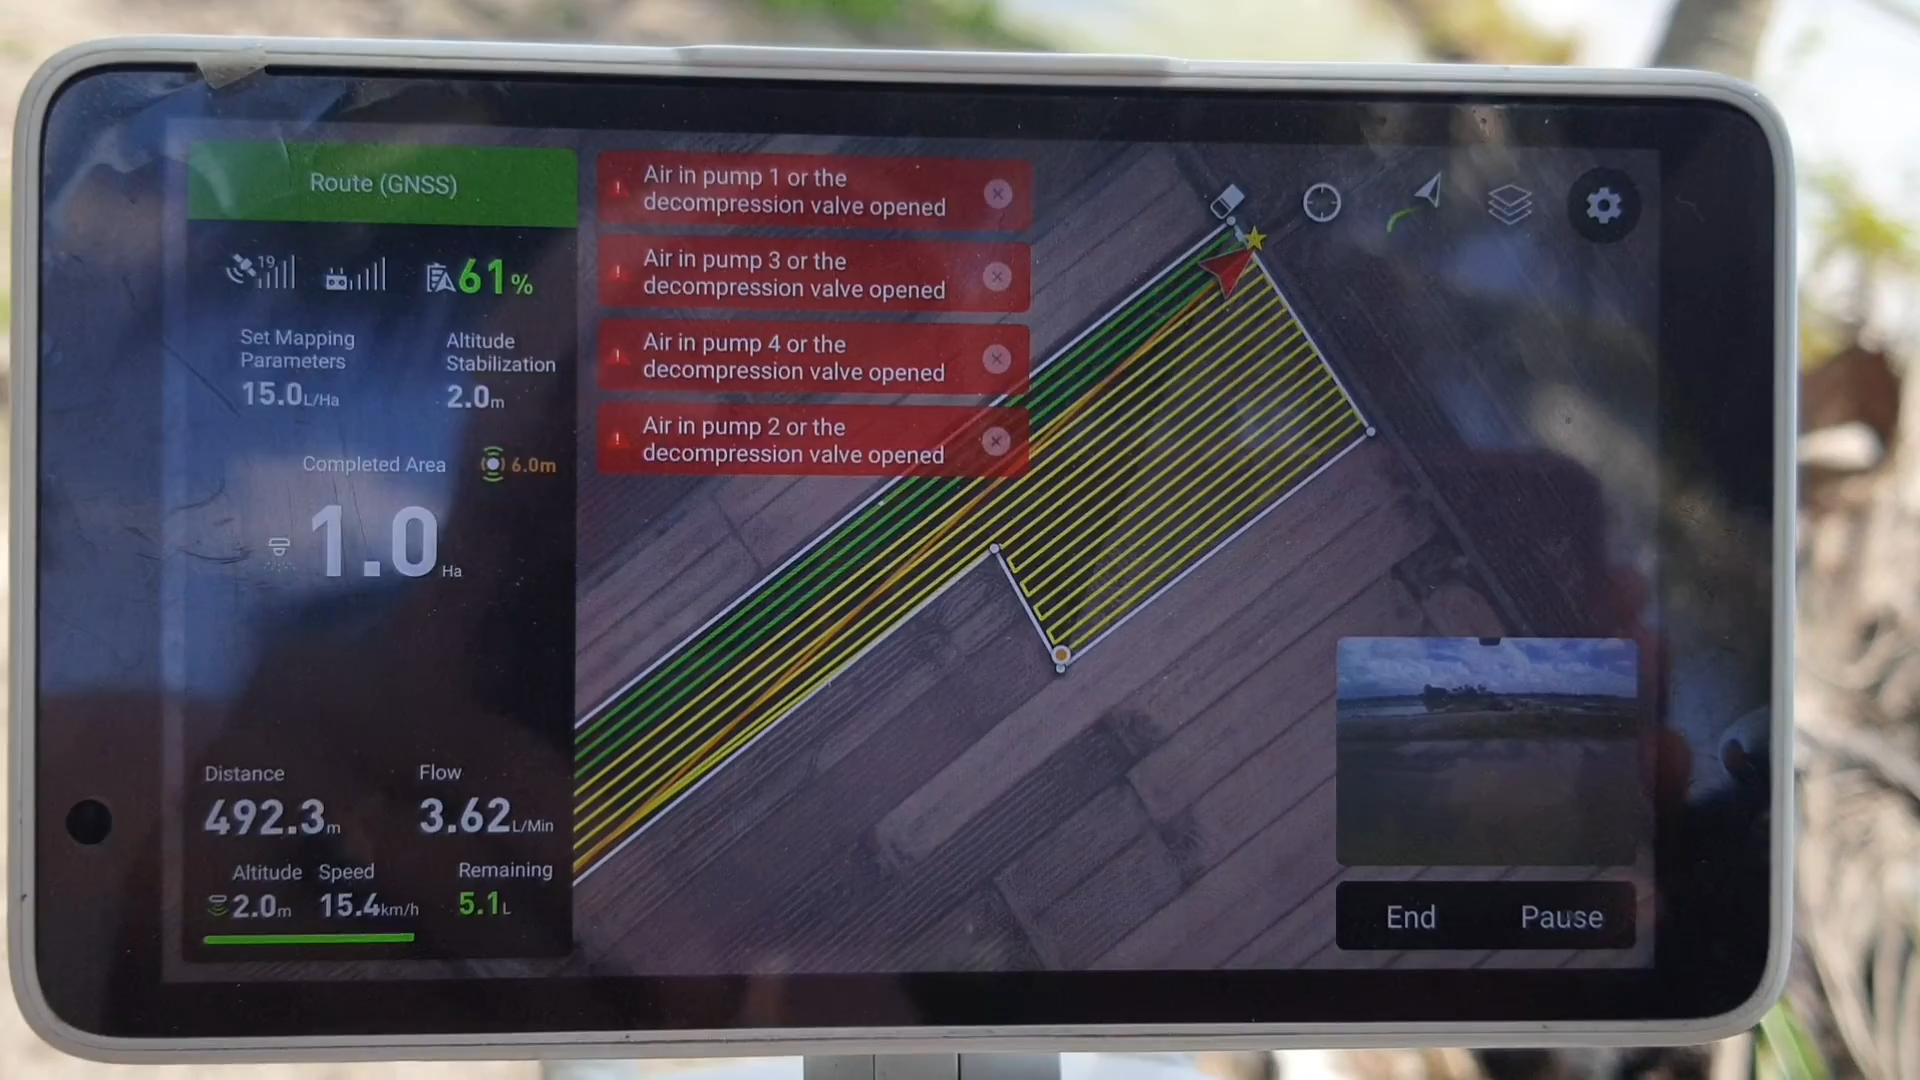 Route (GNSS)
19
61%
Set Mapping
Parameters
15.0L/Ha
Altitude
Stabilization
2.0m
Completed Area
6.0m
1.0 Ha
Distance
492.3m
Flow
3.62L/Min
Altitude
2.0m
Speed
15.4km/h
Remaining
5.1L
Air in pump 1 or the
decompression valve opened
Air in pump 3 or the
decompression valve opened
Air in pump 4 or the
decompression valve opened
Air in pump 2 or the
decompression valve opened
End
Pause